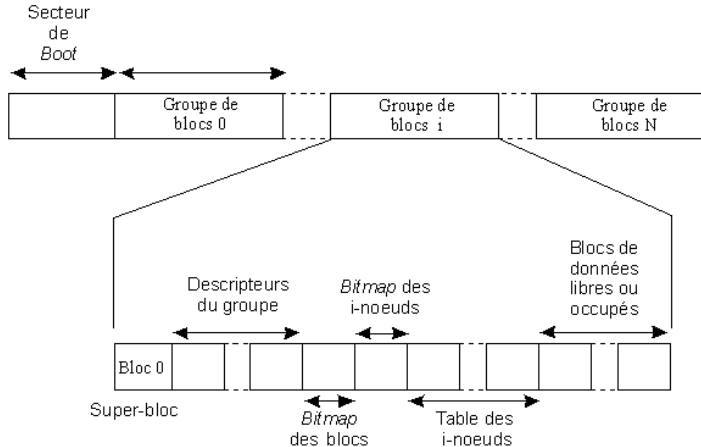 Secteur
de
Boot
Groupe de
blocs 0
Groupe de
blocs i
Groupe de
blocs N
Descripteurs
du groupe
Bitmap des
i-noeuds
Blocs de
données
libres ou
occupés
Bloc 0
Super-bloc
Bitmap
des blocs
Table des
i-noeuds